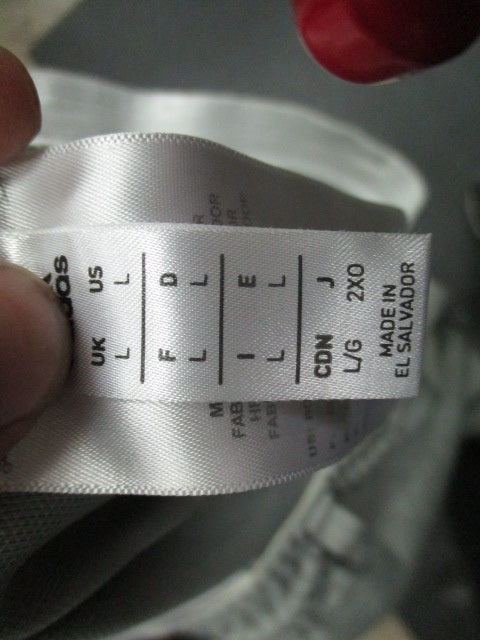 UK US
L L
F D
L L
I E
L L
CDN J
L/G 2XO
MADE IN
EL SALVADOR